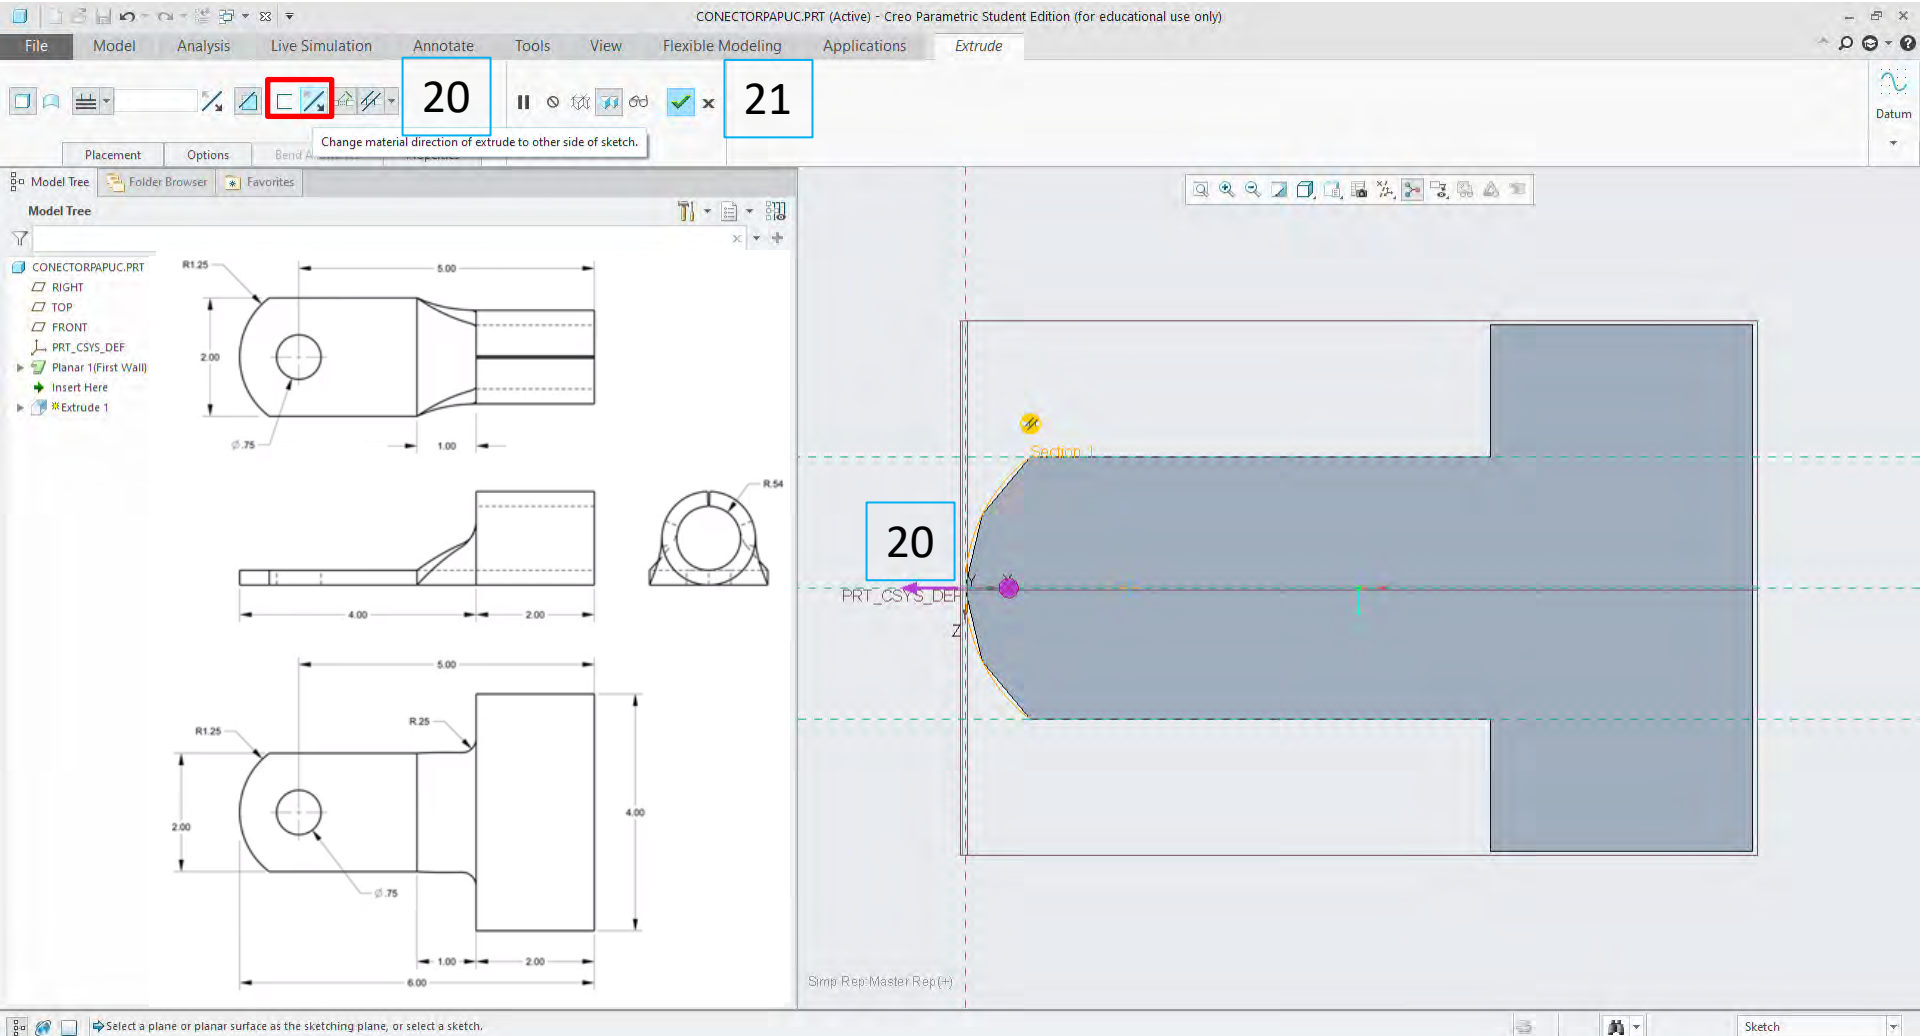 CONECTORPAPUC.PRT (Active) - Creo Parametric Student Edition (for educational use only)
File Model Analysis Live Simulation Annotate Tools View Flexible Modeling Applications Extrude
20
21
Datum
Change material direction of extrude to other side of sketch.
Placement Options Bend
Model Tree Folder Browser Favorites
Model Tree
CONECTORPAPUC.PRT
RIGHT
TOP
FRONT
PRT_CSYS_DEF
Planar 1(First Wall)
Insert Here
Extrude 1
R1.25
5.00
2.00
Ø.75
1.00
R.54
4.00
2.00
5.00
R1.25
R.25
2.00
4.00
Ø.75
1.00
2.00
6.00
Section 1
20
Y
X
PRT_CSYS_DEF
Z
Simp Rep:Master Rep(+)
Select a plane or planar surface as the sketching plane, or select a sketch.
Sketch